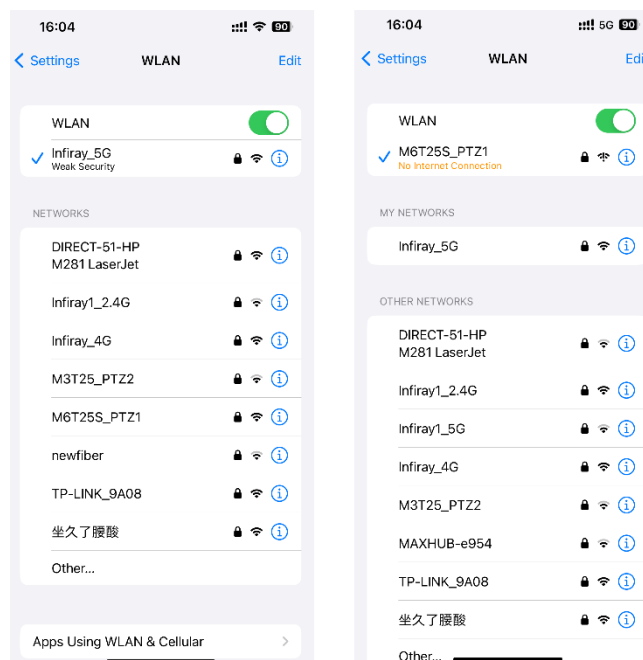 16:04
90
Settings
WLAN
Edit
WLAN
Infiray_5G
Weak Security
NETWORKS
DIRECT-51-HP
M281 LaserJet
Infiray1_2.4G
Infiray_4G
M3T25_PTZ2
M6T25S_PTZ1
newfiber
TP-LINK_9A08
坐久了腰酸
Other...
Apps Using WLAN & Cellular
16:04
5G 90
Settings
WLAN
Edi
WLAN
M6T25S_PTZ1
No Internet Connection
MY NETWORKS
Infiray_5G
OTHER NETWORKS
DIRECT-51-HP
M281 LaserJet
Infiray1_2.4G
Infiray1_5G
Infiray_4G
M3T25_PTZ2
MAXHUB-e954
TP-LINK_9A08
坐久了腰酸
Other...